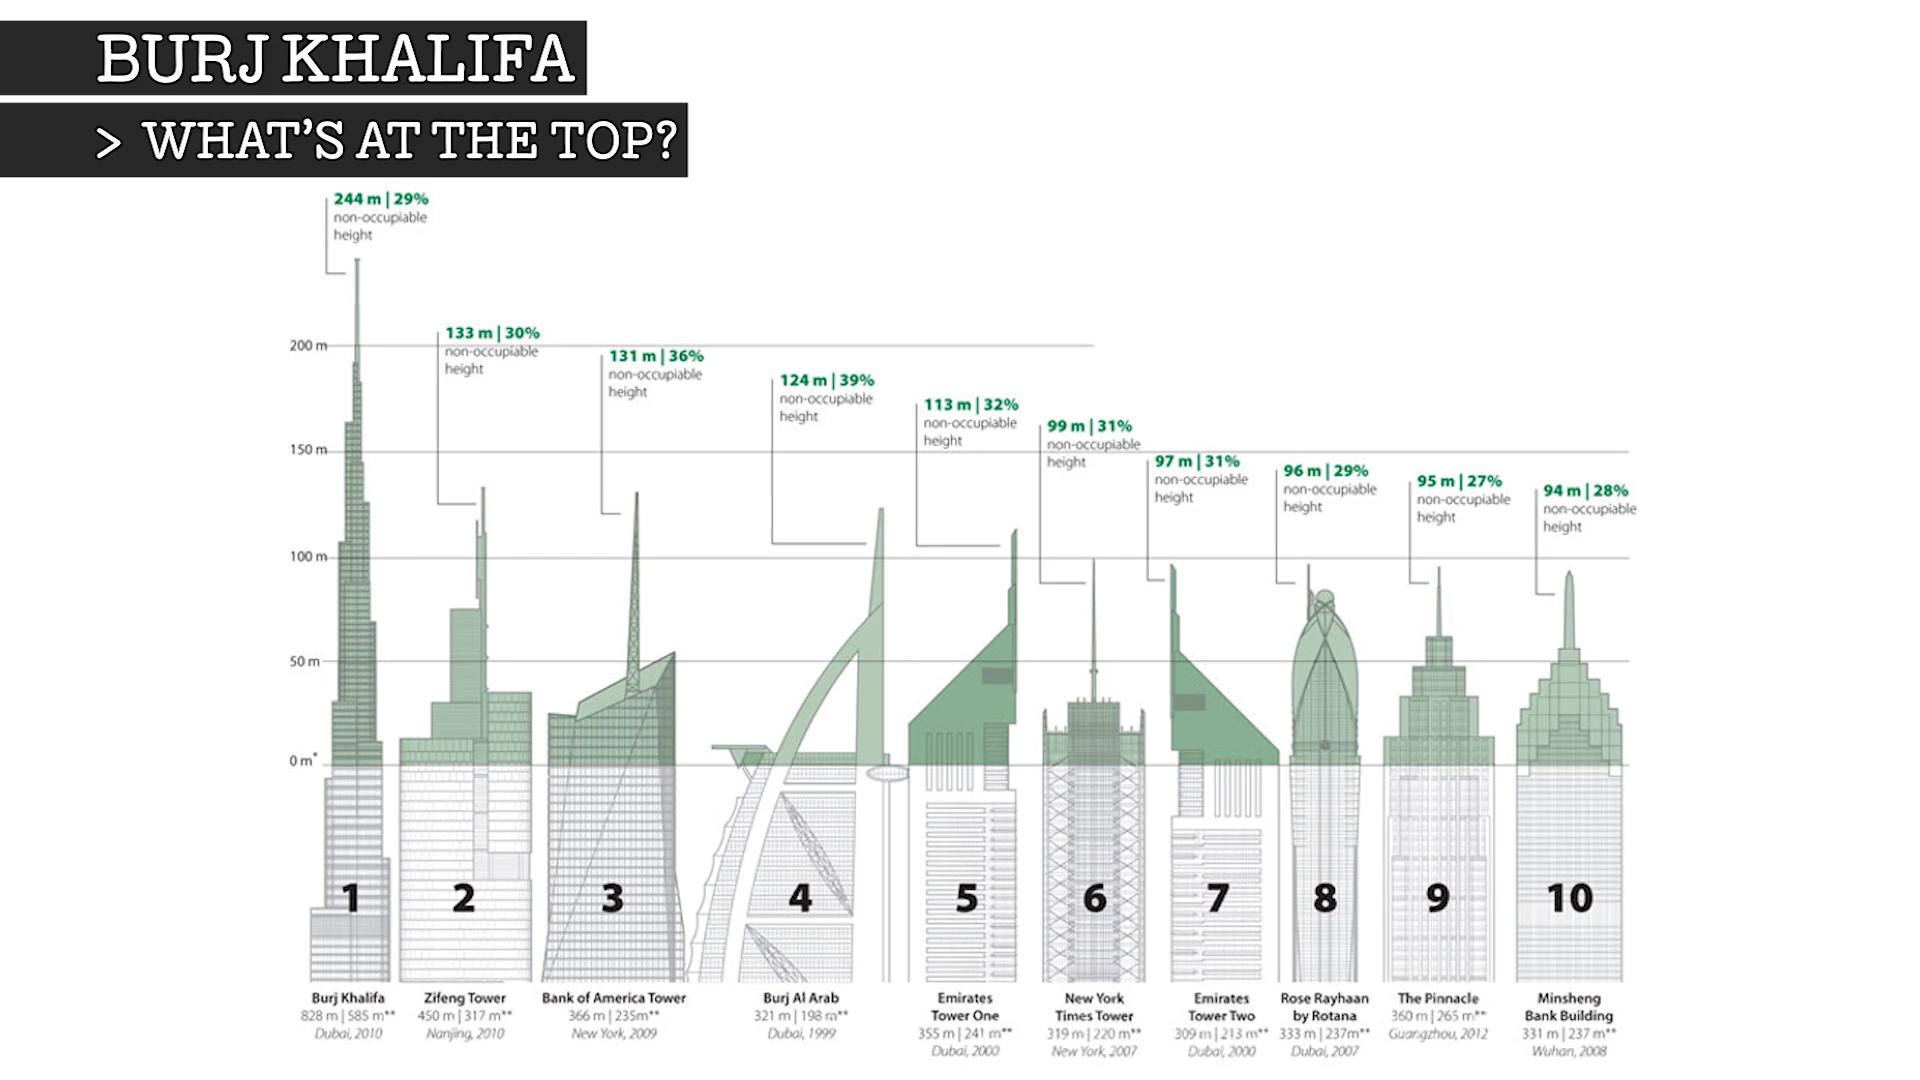 BURJ KHALIFA
> WHAT'S AT THE TOP?
244 m | 29%
non-occupiable
height
133 m | 30%
non-occupiable
height
131 m | 36%
non-occupiable
height
124 m | 39%
non-occupiable
height
113 m | 32%
non-occupiable
height
99 m | 31%
non-occupiable
height
97 m | 31%
non-occupiable
height
96 m | 29%
non-occupiable
height
95 m | 27%
non-occupiable
height
94 m | 28%
non-occupiable
height
200 m
150 m
100 m
50 m
0 m*
1
2
3
4
5
6
7
8
9
10
Burj Khalifa
828 m | 585 m**
Dubai, 2010
Zifeng Tower
450 m | 317 m**
Nanjing, 2010
Bank of America Tower
366 m | 235m**
New York, 2009
Burj Al Arab
321 m | 198 m**
Dubai, 1999
Emirates
Tower One
355 m | 241 m**
Dubai, 2000
New York
Times Tower
319 m | 220 m**
New York, 2007
Emirates
Tower Two
309 m | 213 m**
Dubai, 2000
Rose Rayhaan
by Rotana
333 m | 237m**
Dubai, 2007
The Pinnacle
360 m | 265 m**
Guangzhou, 2012
Minsheng
Bank Building
331 m | 237 m**
Wuhan, 2008